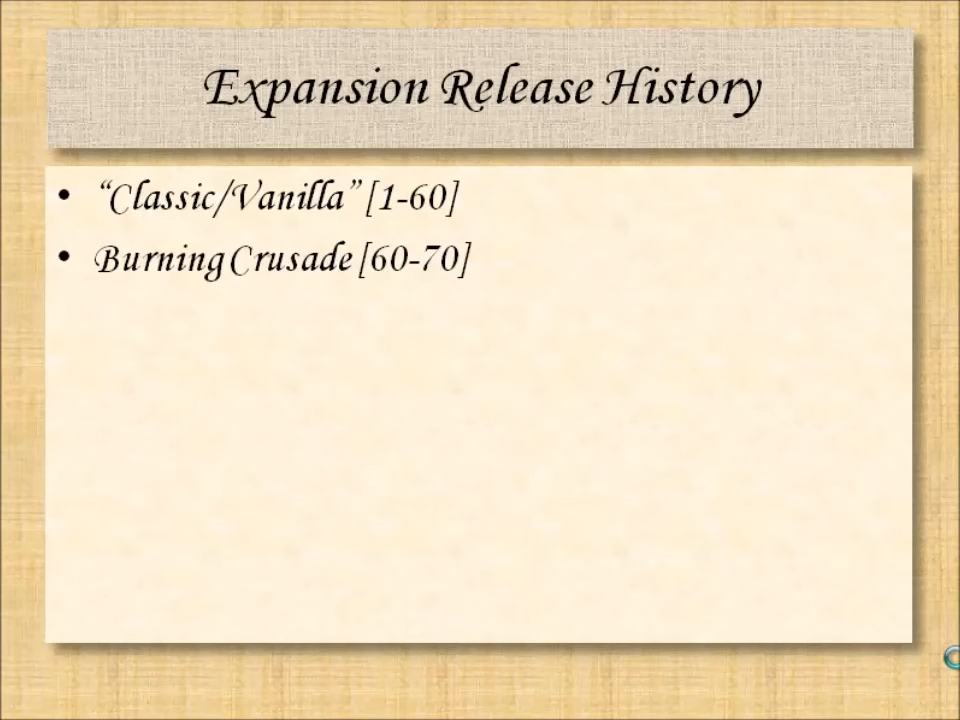 Expansion Release History
• “Classic/Vanilla” [1-60]
• Burning Crusade [60-70]